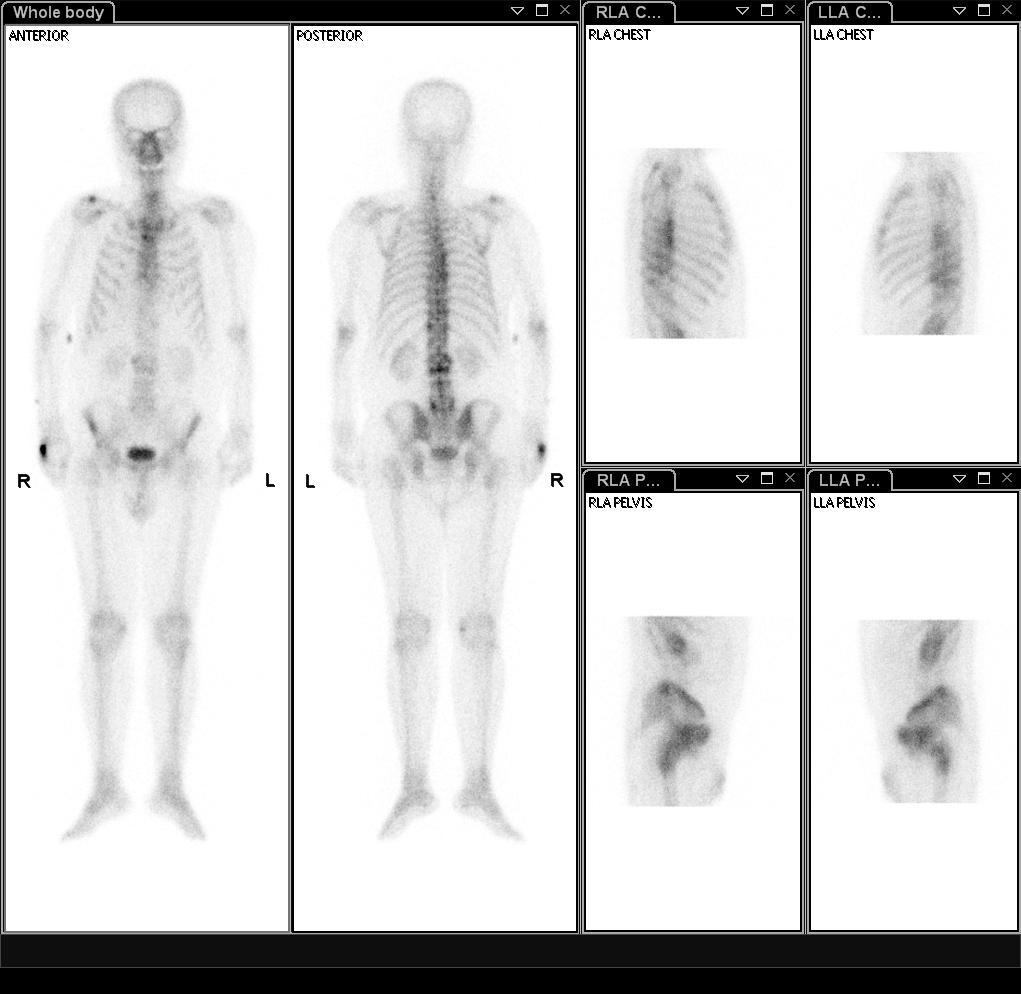 Whole body
RLA C...
LLA C...
ANTERIOR
POSTERIOR
RLA CHEST
LLA CHEST
R
L
L
R
RLA P...
LLA P...
RLA PELVIS
LLA PELVIS